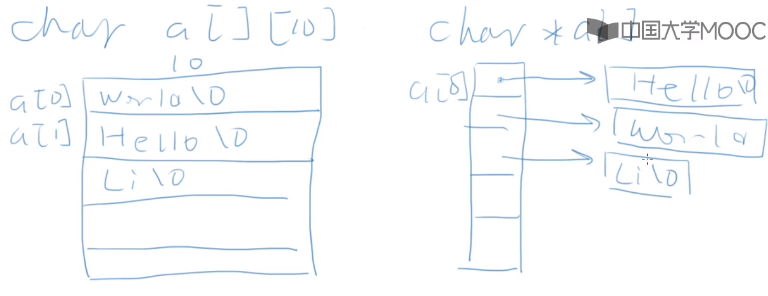 char a[][10]
char *a[]
中国大学MOOC
10
a[0]
World\0
a[1]
Hello\0
Li\0
a[0]
Hello\0
World
Li\0